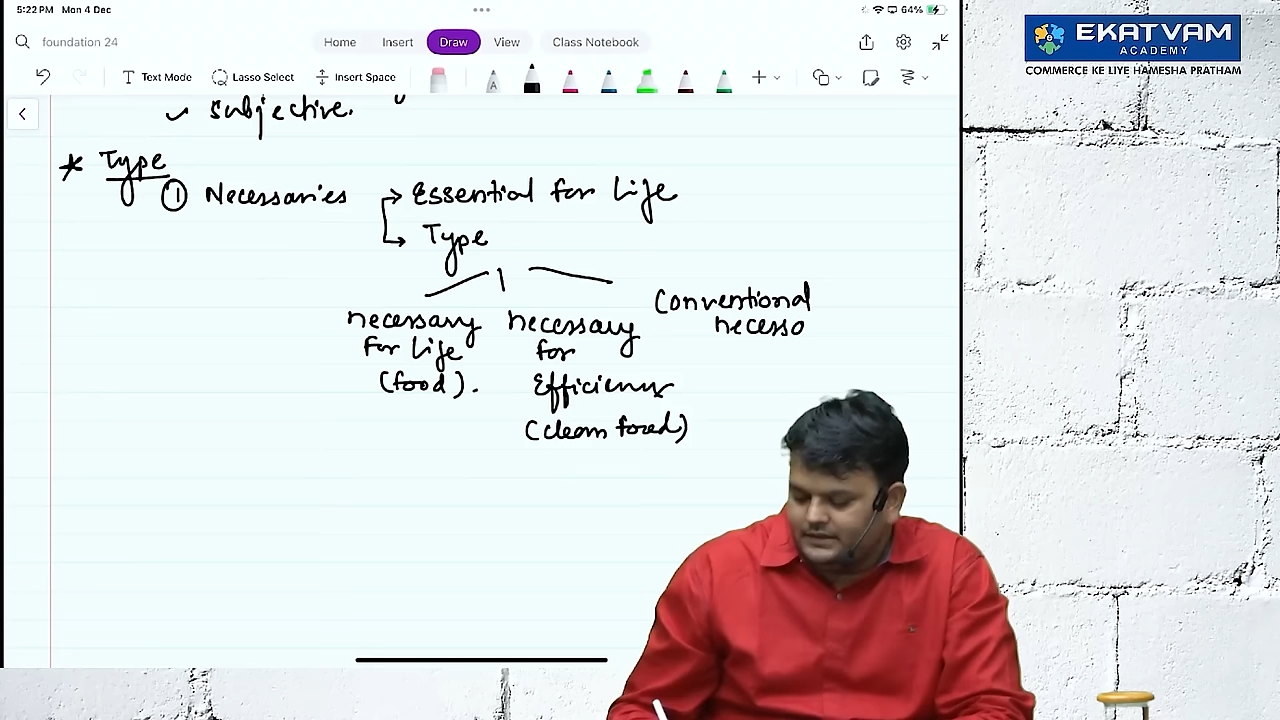 5:22 PM Mon 4 Dec
64%
foundation 24
Home Insert Draw View Class Notebook
Text Mode Lasso Select Insert Space
EKATVAM
ACADEMY
COMMERCE KE LIYE HAMESHA PRATHAM
✓ Subjective.
* Type
① Necessaries → Essential for Life
→ Type
necessary
for Life
(food).
necessary
for
Efficiency
(clean food)
Conventional
necessa